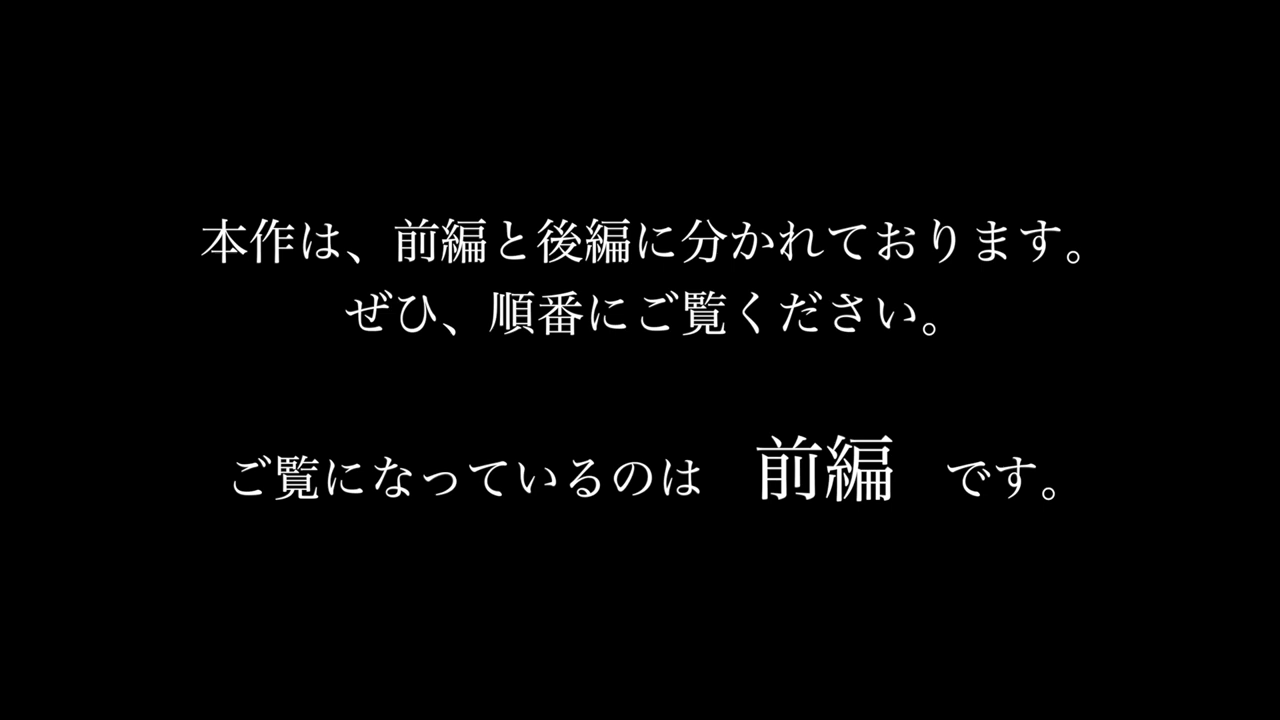 本作は、前編と後編に分かれております。
ぜひ、順番にご覧ください。
ご覧になっているのは　前編　です。